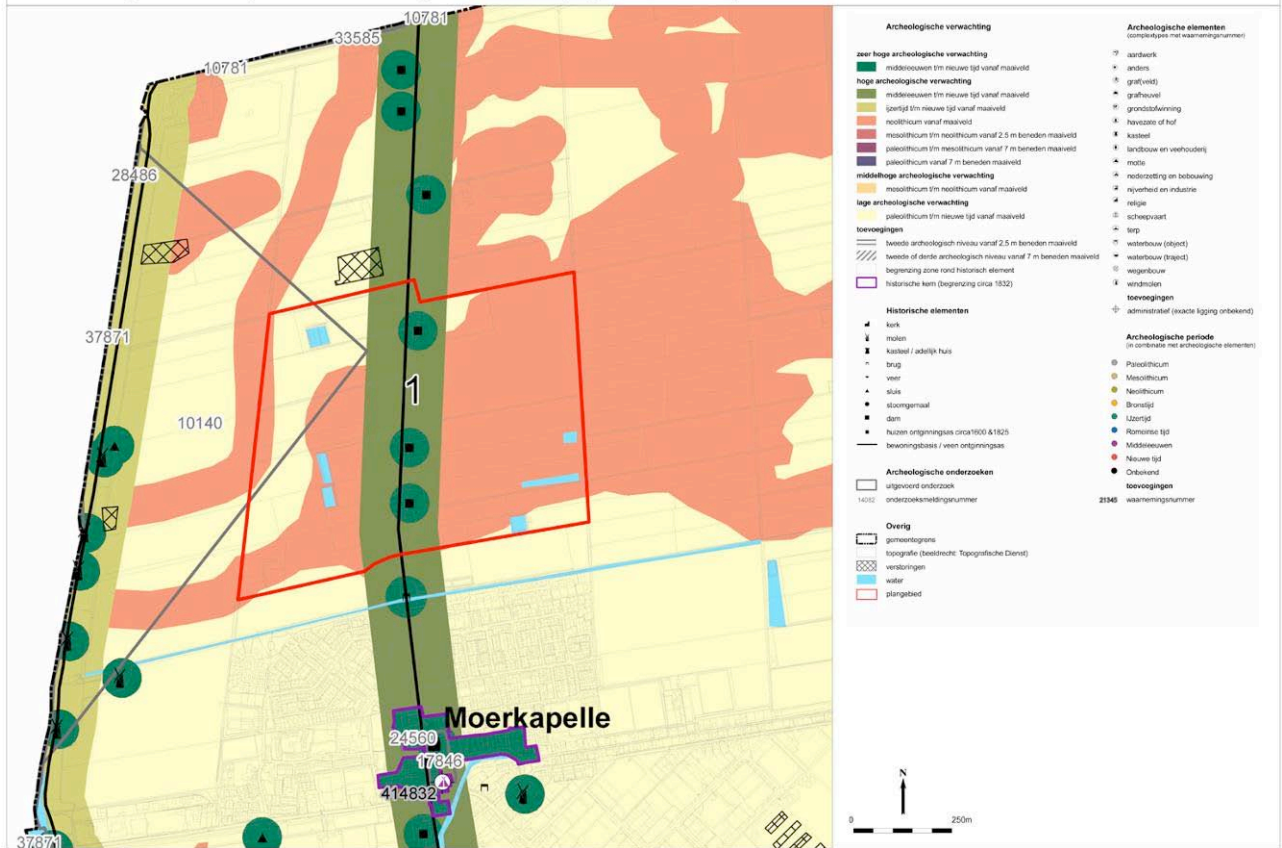 10781
33585
10781
28486
37871
10140
1
Moerkapelle
24560
17846
414832
37871
Archeologische verwachting
zeer hoge archeologische verwachting
middeleeuwen t/m nieuwe tijd vanaf maaiveld
hoge archeologische verwachting
middeleeuwen t/m nieuwe tijd vanaf maaiveld
ijzertijd t/m nieuwe tijd vanaf maaiveld
neolithicum vanaf maaiveld
mesolithicum t/m neolithicum vanaf 2.5 m beneden maaiveld
paleolithicum t/m mesolithicum vanaf 7 m beneden maaiveld
paleolithicum vanaf 7 m beneden maaiveld
middelhoge archeologische verwachting
mesolithicum t/m neolithicum vanaf maaiveld
lage archeologische verwachting
paleolithicum t/m nieuwe tijd vanaf maaiveld
toevoegingen
tweede archeologisch niveau vanaf 2.5 m beneden maaiveld
tweede of derde archeologisch niveau vanaf 7 m beneden maaiveld
begrenzing zone rond historisch element
historische kern (begrenzing circa 1832)
Historische elementen
kerk
molen
kasteel / adellijk huis
brug
veer
sluis
stoomgemaal
dam
huizen ontginningsas circa1600 &1825
bewoningsbasis / veen ontginningsas
Archeologische onderzoeken
uitgevoerd onderzoek
onderzoeksmeldingsnummer
Overig
gemeentegrens
topografie (beeldrecht: Topografische Dienst)
verstoringen
water
plangebied
Archeologische elementen
(complextypes met waarnemingsnummer)
aardwerk
anders
graf(veld)
grafheuvel
grondstofwinning
havezate of hof
kasteel
landbouw en veehouderij
motte
nederzetting en bebouwing
nijverheid en industrie
religie
scheepvaart
terp
waterbouw (object)
waterbouw (traject)
wegenbouw
windmolen
toevoegingen
administratief (exacte ligging onbekend)
Archeologische periode
(in combinatie met archeologische elementen)
Paleolithicum
Mesolithicum
Neolithicum
Bronstijd
IJzertijd
Romeinse tijd
Middeleeuwen
Nieuwe tijd
Onbekend
toevoegingen
21345 waarnemingsnummer
N
0 250m